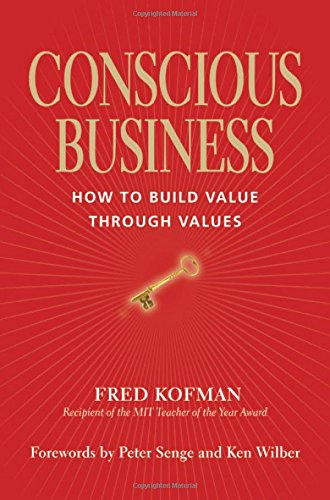 CONSCIOUS
BUSINESS
HOW TO BUILD VALUE
THROUGH VALUES
FRED KOFMAN
Recipient of the MIT Teacher of the Year Award
Forewords by Peter Senge and Ken Wilber